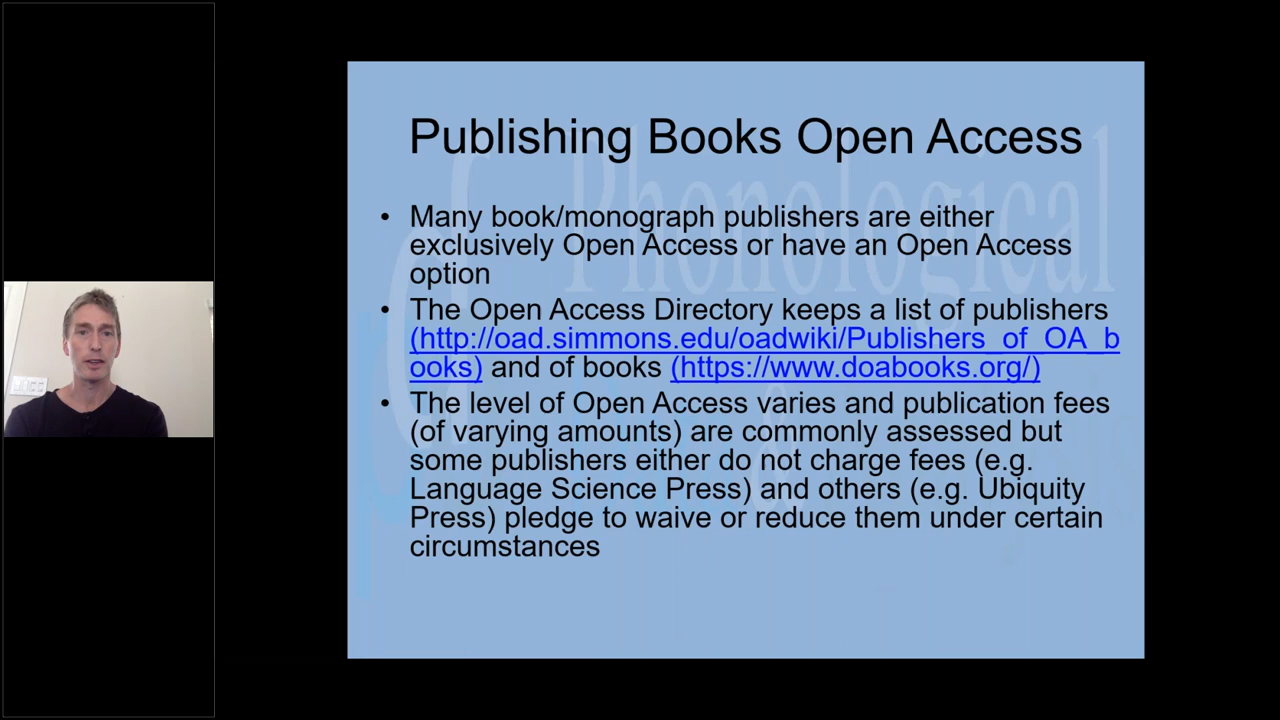 Publishing Books Open Access
• Many book/monograph publishers are either
exclusively Open Access or have an Open Access
option
• The Open Access Directory keeps a list of publishers
(http://oad.simmons.edu/oadwiki/Publishers_of_OA_b
ooks) and of books (https://www.doabooks.org/)
• The level of Open Access varies and publication fees
(of varying amounts) are commonly assessed but
some publishers either do not charge fees (e.g.
Language Science Press) and others (e.g. Ubiquity
Press) pledge to waive or reduce them under certain
circumstances
Phonological